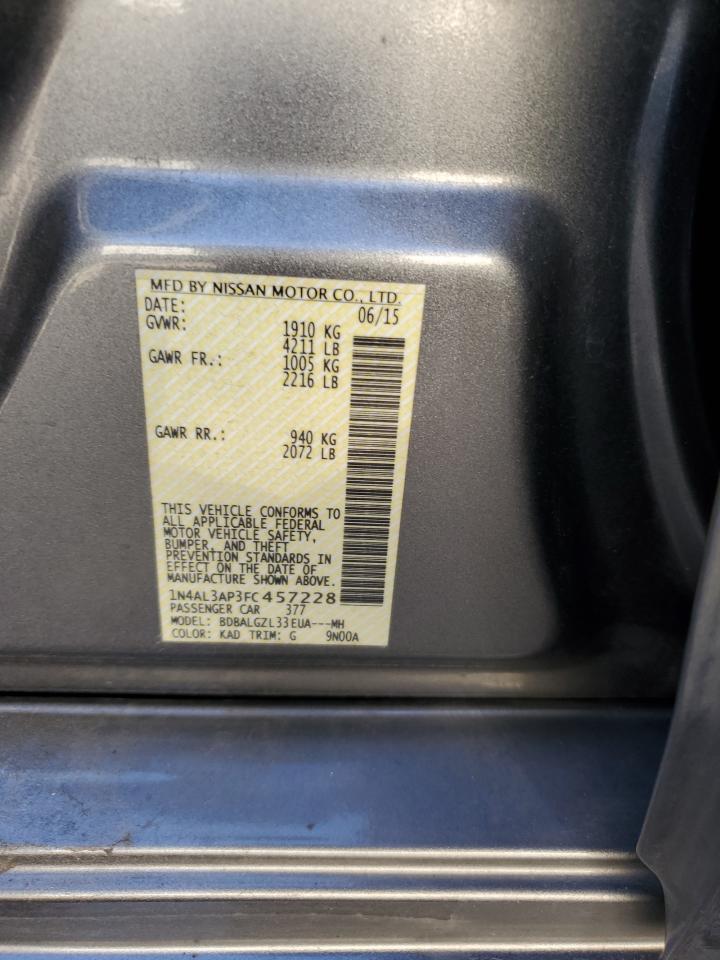 MFD BY NISSAN MOTOR CO., LTD.
DATE: 06/15
GVWR: 1910 KG
4211 LB
GAWR FR.: 1005 KG
2216 LB
GAWR RR.: 940 KG
2072 LB
THIS VEHICLE CONFORMS TO
ALL APPLICABLE FEDERAL
MOTOR VEHICLE SAFETY,
BUMPER, AND THEFT
PREVENTION STANDARDS IN
EFFECT ON THE DATE OF
MANUFACTURE SHOWN ABOVE.
1N4AL3AP3FC457228
PASSENGER CAR 377
MODEL: BDBALGZL33EUA---MH
COLOR: KAD TRIM: G 9N00A